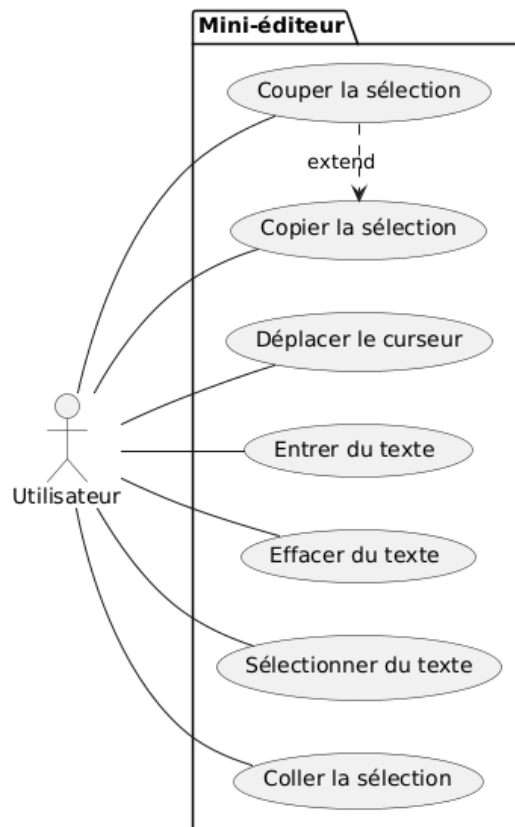 Mini-éditeur
Couper la sélection
extend
Copier la sélection
Déplacer le curseur
Entrer du texte
Utilisateur
Effacer du texte
Sélectionner du texte
Coller la sélection